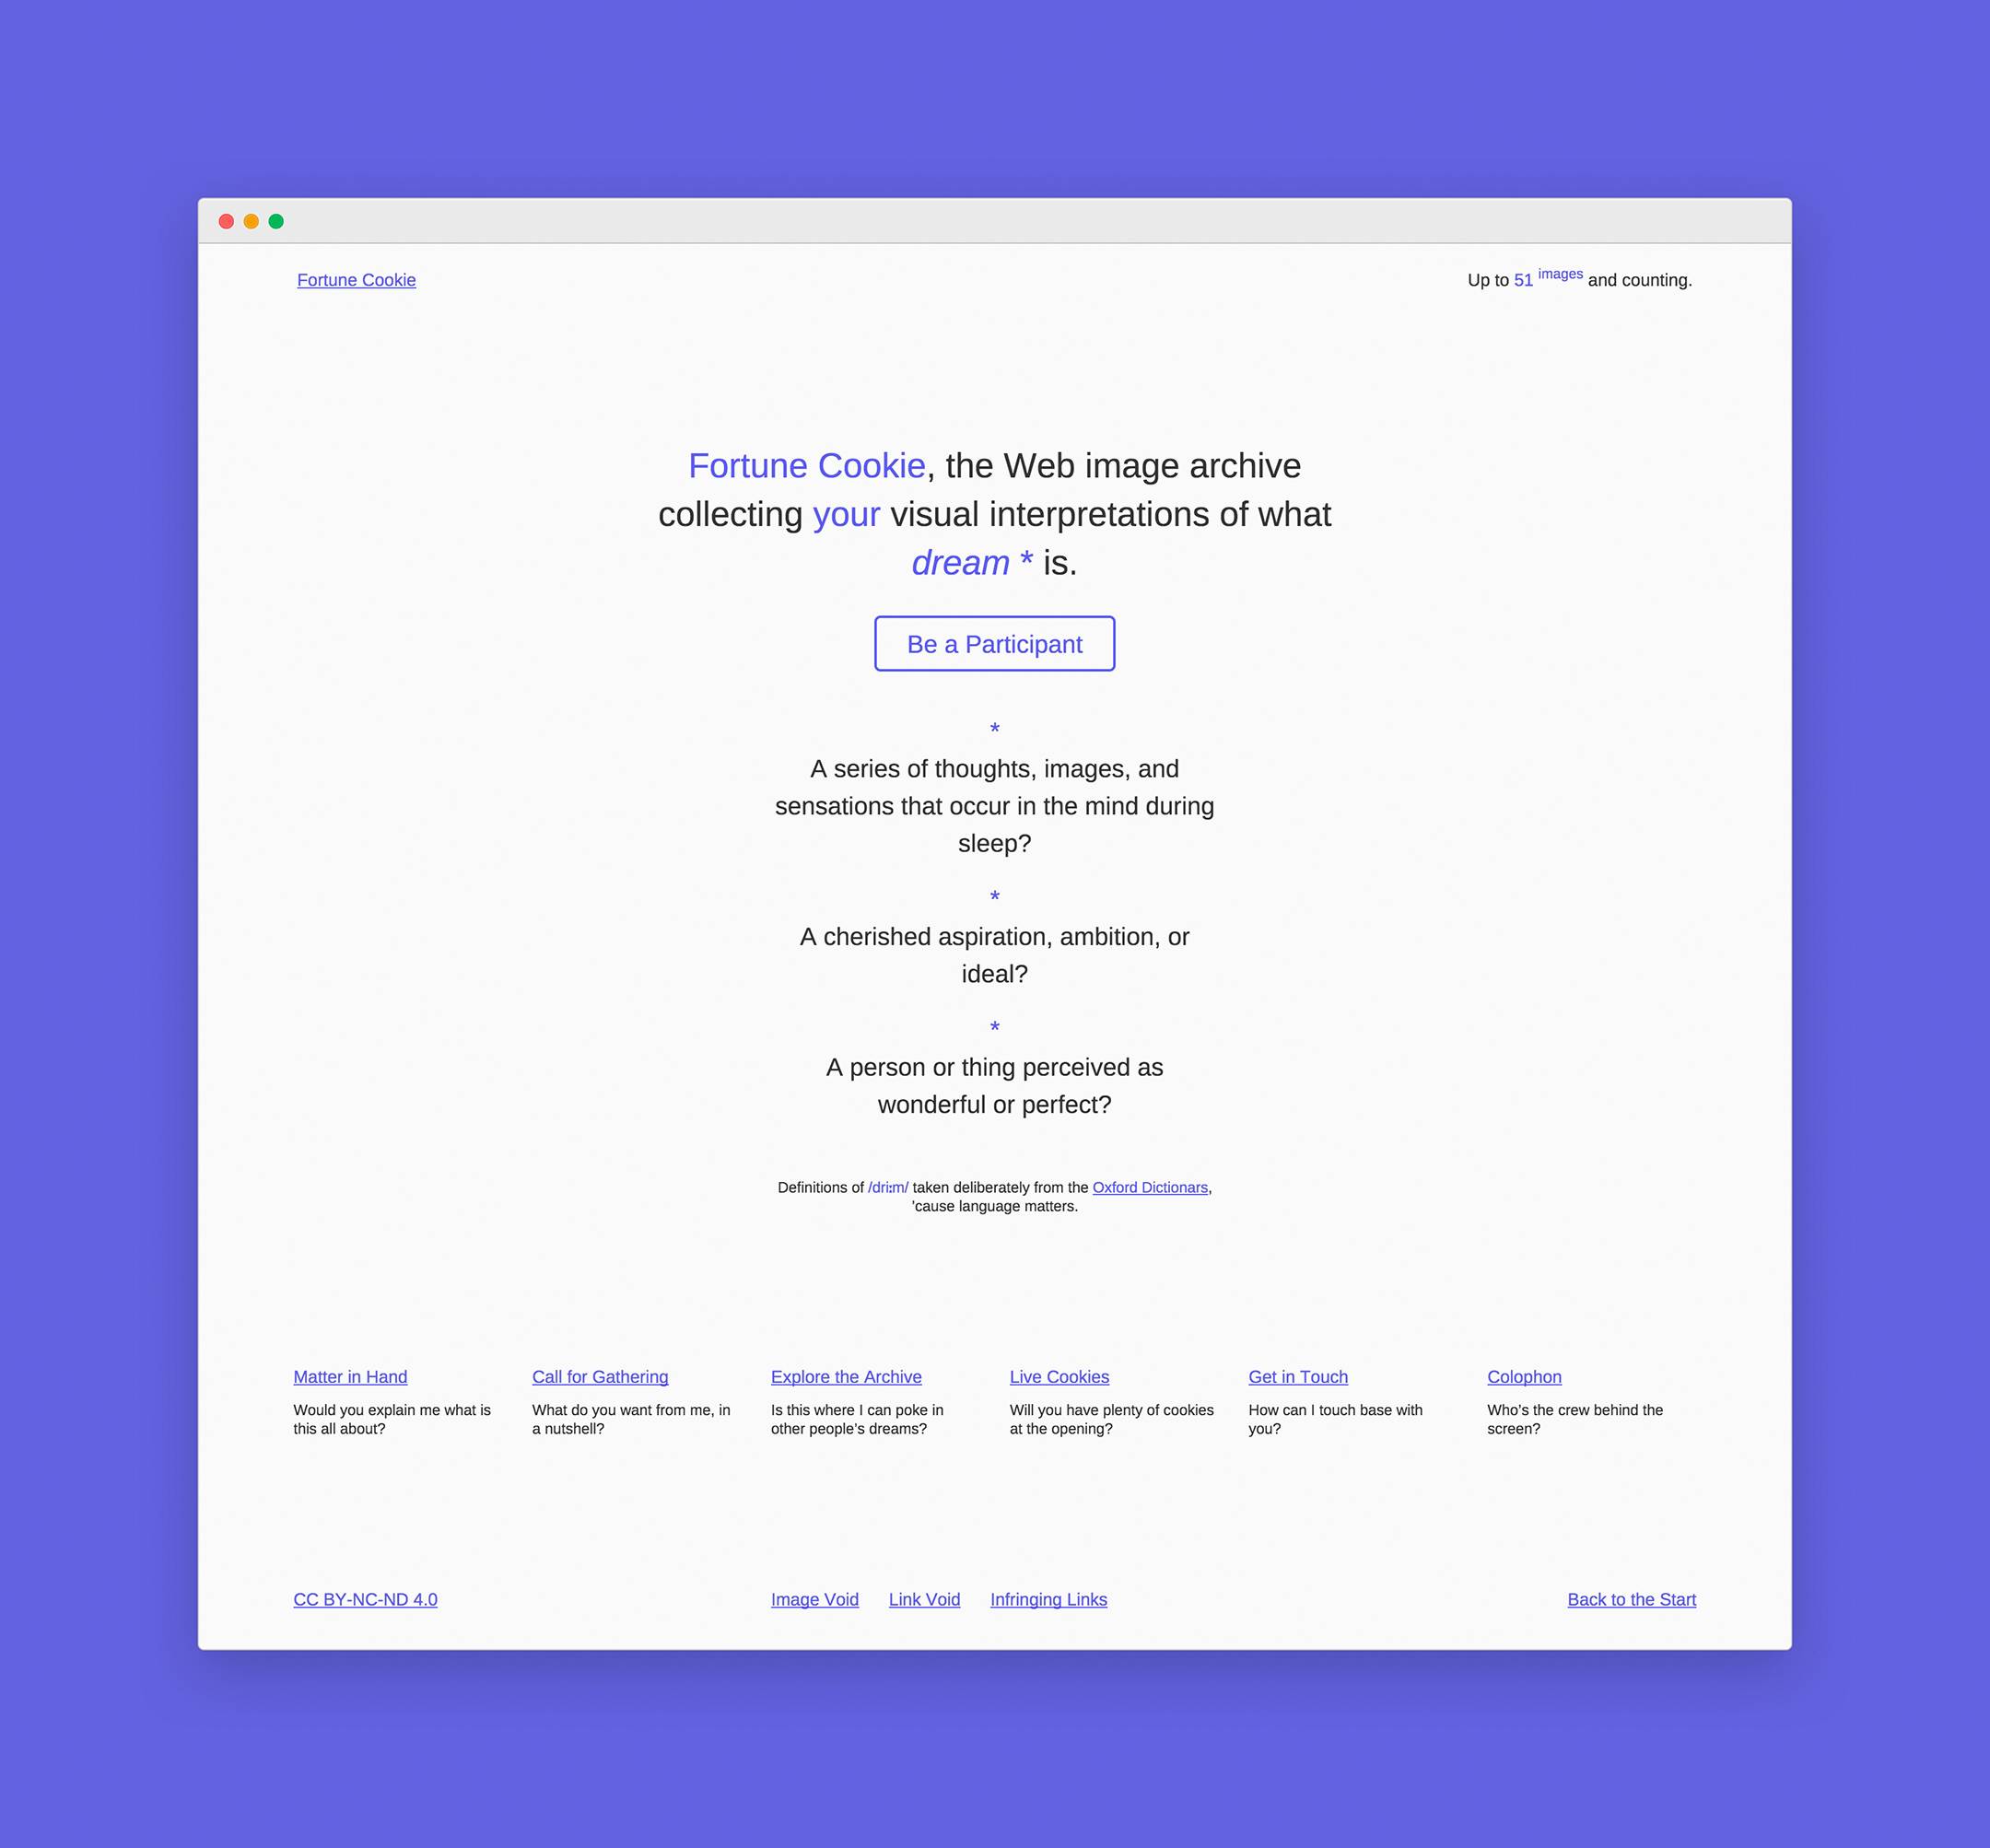 Fortune Cookie
Up to 51 images and counting.
Fortune Cookie, the Web image archive
collecting your visual interpretations of what
dream * is.
Be a Participant
*
A series of thoughts, images, and
sensations that occur in the mind during
sleep?
*
A cherished aspiration, ambition, or
ideal?
*
A person or thing perceived as
wonderful or perfect?
Definitions of /driːm/ taken deliberately from the Oxford Dictionars,
'cause language matters.
Matter in Hand
Would you explain me what is
this all about?
Call for Gathering
What do you want from me, in
a nutshell?
Explore the Archive
Is this where I can poke in
other people's dreams?
Live Cookies
Will you have plenty of cookies
at the opening?
Get in Touch
How can I touch base with
you?
Colophon
Who's the crew behind the
screen?
CC BY-NC-ND 4.0
Image Void
Link Void
Infringing Links
Back to the Start